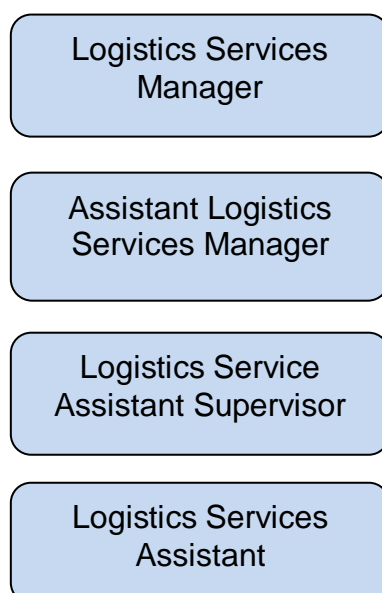 Logistics Services
Manager
Assistant Logistics
Services Manager
Logistics Service
Assistant Supervisor
Logistics Services
Assistant